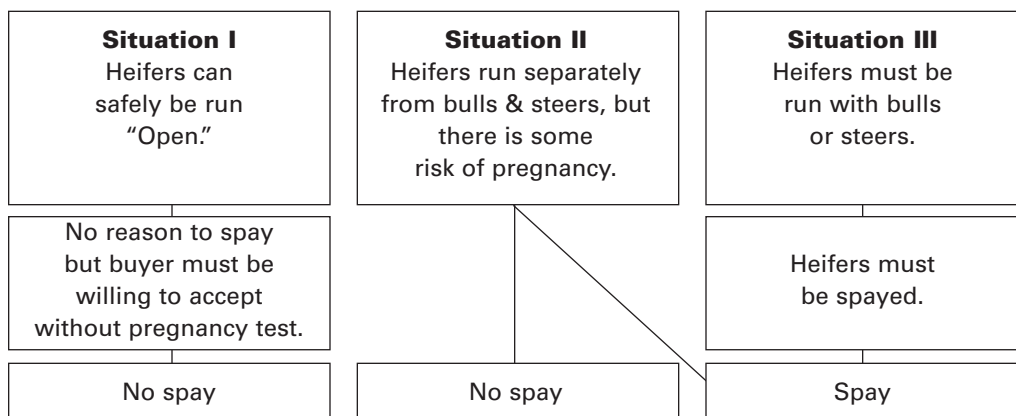 Situation I
Heifers can
safely be run
“Open.”
Situation II
Heifers run separately
from bulls & steers, but
there is some
risk of pregnancy.
Situation III
Heifers must be
run with bulls
or steers.
No reason to spay
but buyer must be
willing to accept
without pregnancy test.
Heifers must
be spayed.
No spay
No spay
Spay